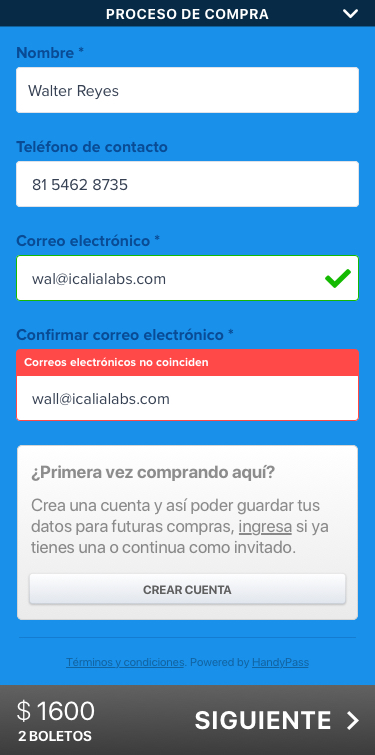 PROCESO DE COMPRA
Nombre *
Walter Reyes
Teléfono de contacto
81 5462 8735
Correo electrónico *
wal@icalialabs.com
Confirmar correo electrónico *
Correos electrónicos no coinciden
wall@icalialabs.com
¿Primera vez comprando aquí?
Crea una cuenta y así poder guardar tus
datos para futuras compras, ingresa si ya
tienes una o continua como invitado.
CREAR CUENTA
Términos y condiciones. Powered by HandyPass
$ 1600
2 BOLETOS
SIGUIENTE